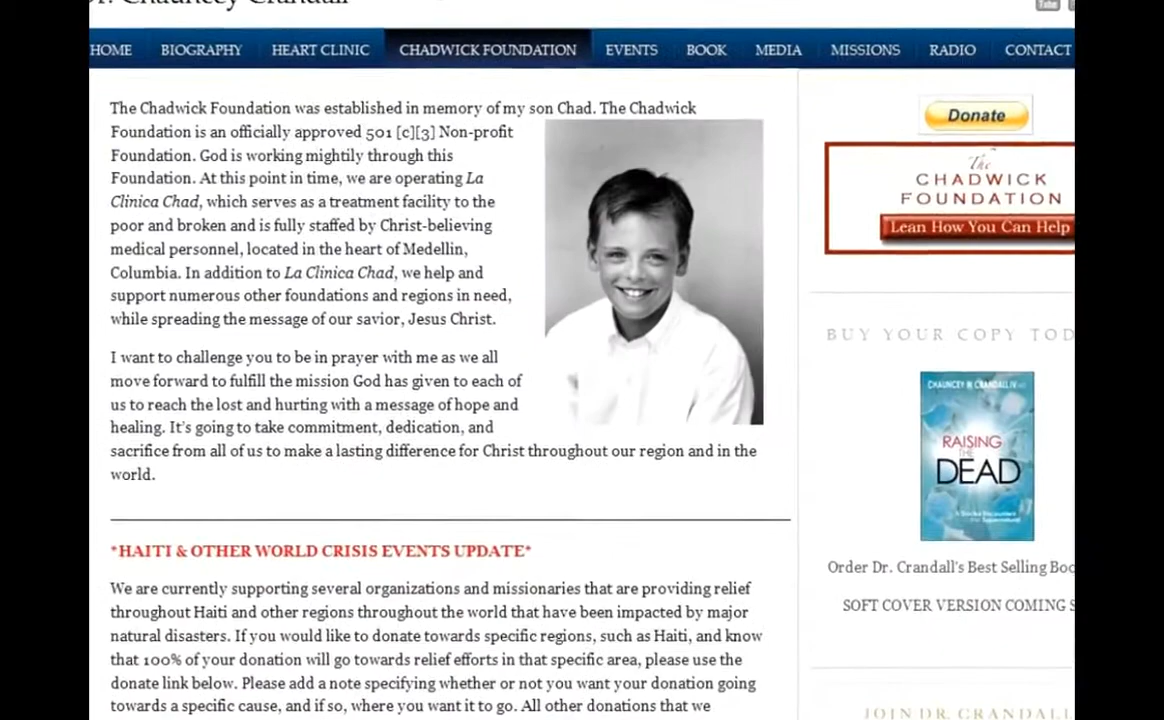 Dr. Chauncey Crandall
You Tube
HOME BIOGRAPHY HEART CLINIC CHADWICK FOUNDATION EVENTS BOOK MEDIA MISSIONS RADIO CONTACT
The Chadwick Foundation was established in memory of my son Chad. The Chadwick
Foundation is an officially approved 501 [c][3] Non-profit
Foundation. God is working mightily through this
Foundation. At this point in time, we are operating La
Clinica Chad, which serves as a treatment facility to the
poor and broken and is fully staffed by Christ-believing
medical personnel, located in the heart of Medellin,
Columbia. In addition to La Clinica Chad, we help and
support numerous other foundations and regions in need,
while spreading the message of our savior, Jesus Christ.
I want to challenge you to be in prayer with me as we all
move forward to fulfill the mission God has given to each of
us to reach the lost and hurting with a message of hope and
healing. It's going to take commitment, dedication, and
sacrifice from all of us to make a lasting difference for Christ throughout our region and in the
world.
*HAITI & OTHER WORLD CRISIS EVENTS UPDATE*
We are currently supporting several organizations and missionaries that are providing relief
throughout Haiti and other regions throughout the world that have been impacted by major
natural disasters. If you would like to donate towards specific regions, such as Haiti, and know
that 100% of your donation will go towards relief efforts in that specific area, please use the
donate link below. Please add a note specifying whether or not you want your donation going
towards a specific cause, and if so, where you want it to go. All other donations that we
Donate
The
CHADWICK
FOUNDATION
Lean How You Can Help
BUY YOUR COPY TOD
CHAUNCEY W. CRANDALL IV
RAISING
THE
DEAD
Order Dr. Crandall's Best Selling Boo
SOFT COVER VERSION COMING S
JOIN DR. CRANDALL